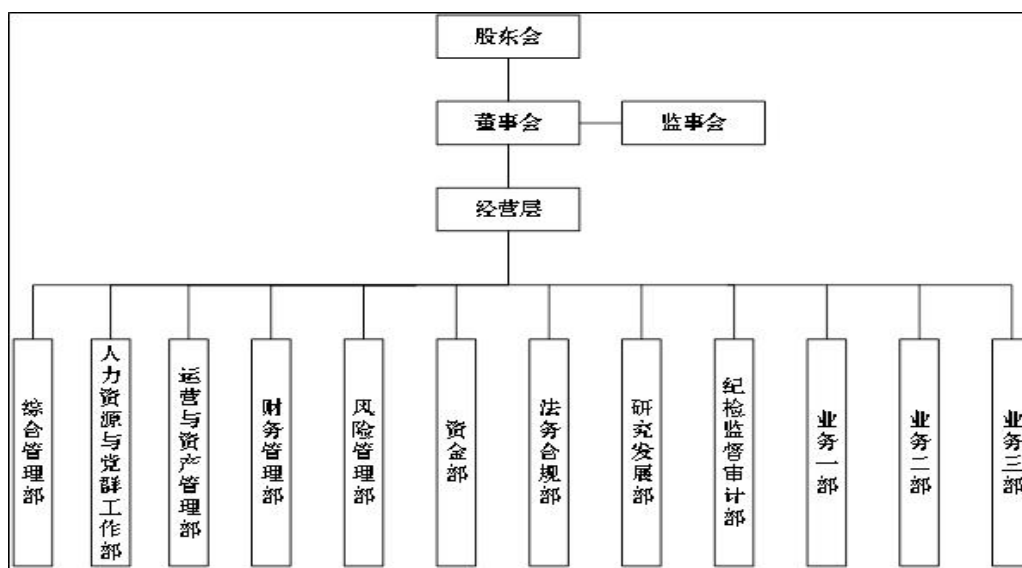 股东会
董事会
监事会
经营层
综合管理部
人力资源与党群工作部
运营与资产管理部
财务管理部
风险管理部
资金部
法务合规部
研究发展部
纪检监督审计部
业务一部
业务二部
业务三部